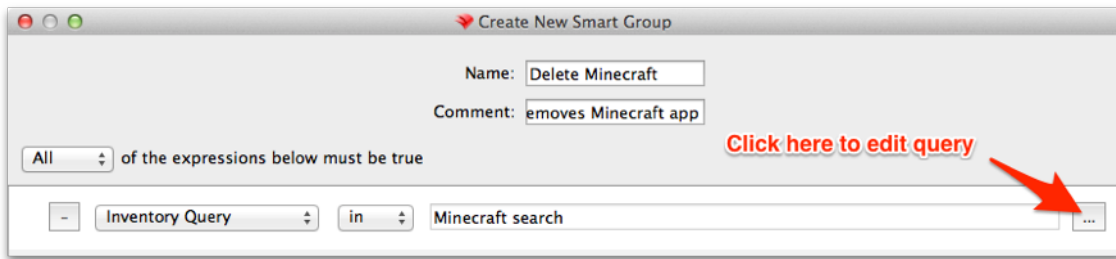 Create New Smart Group
Name: Delete Minecraft
Comment: emoves Minecraft app
All of the expressions below must be true
Click here to edit query
- Inventory Query in Minecraft search ...